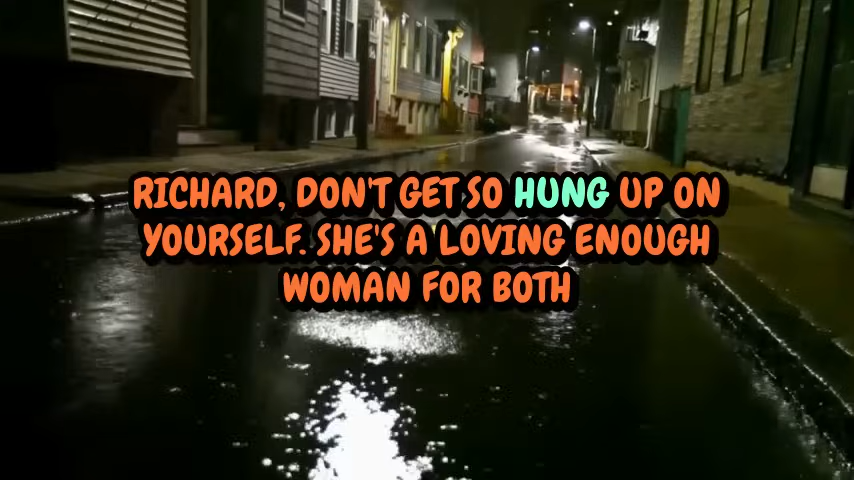 RICHARD, DON'T GET SO HUNG UP ON
YOURSELF. SHE'S A LOVING ENOUGH
WOMAN FOR BOTH